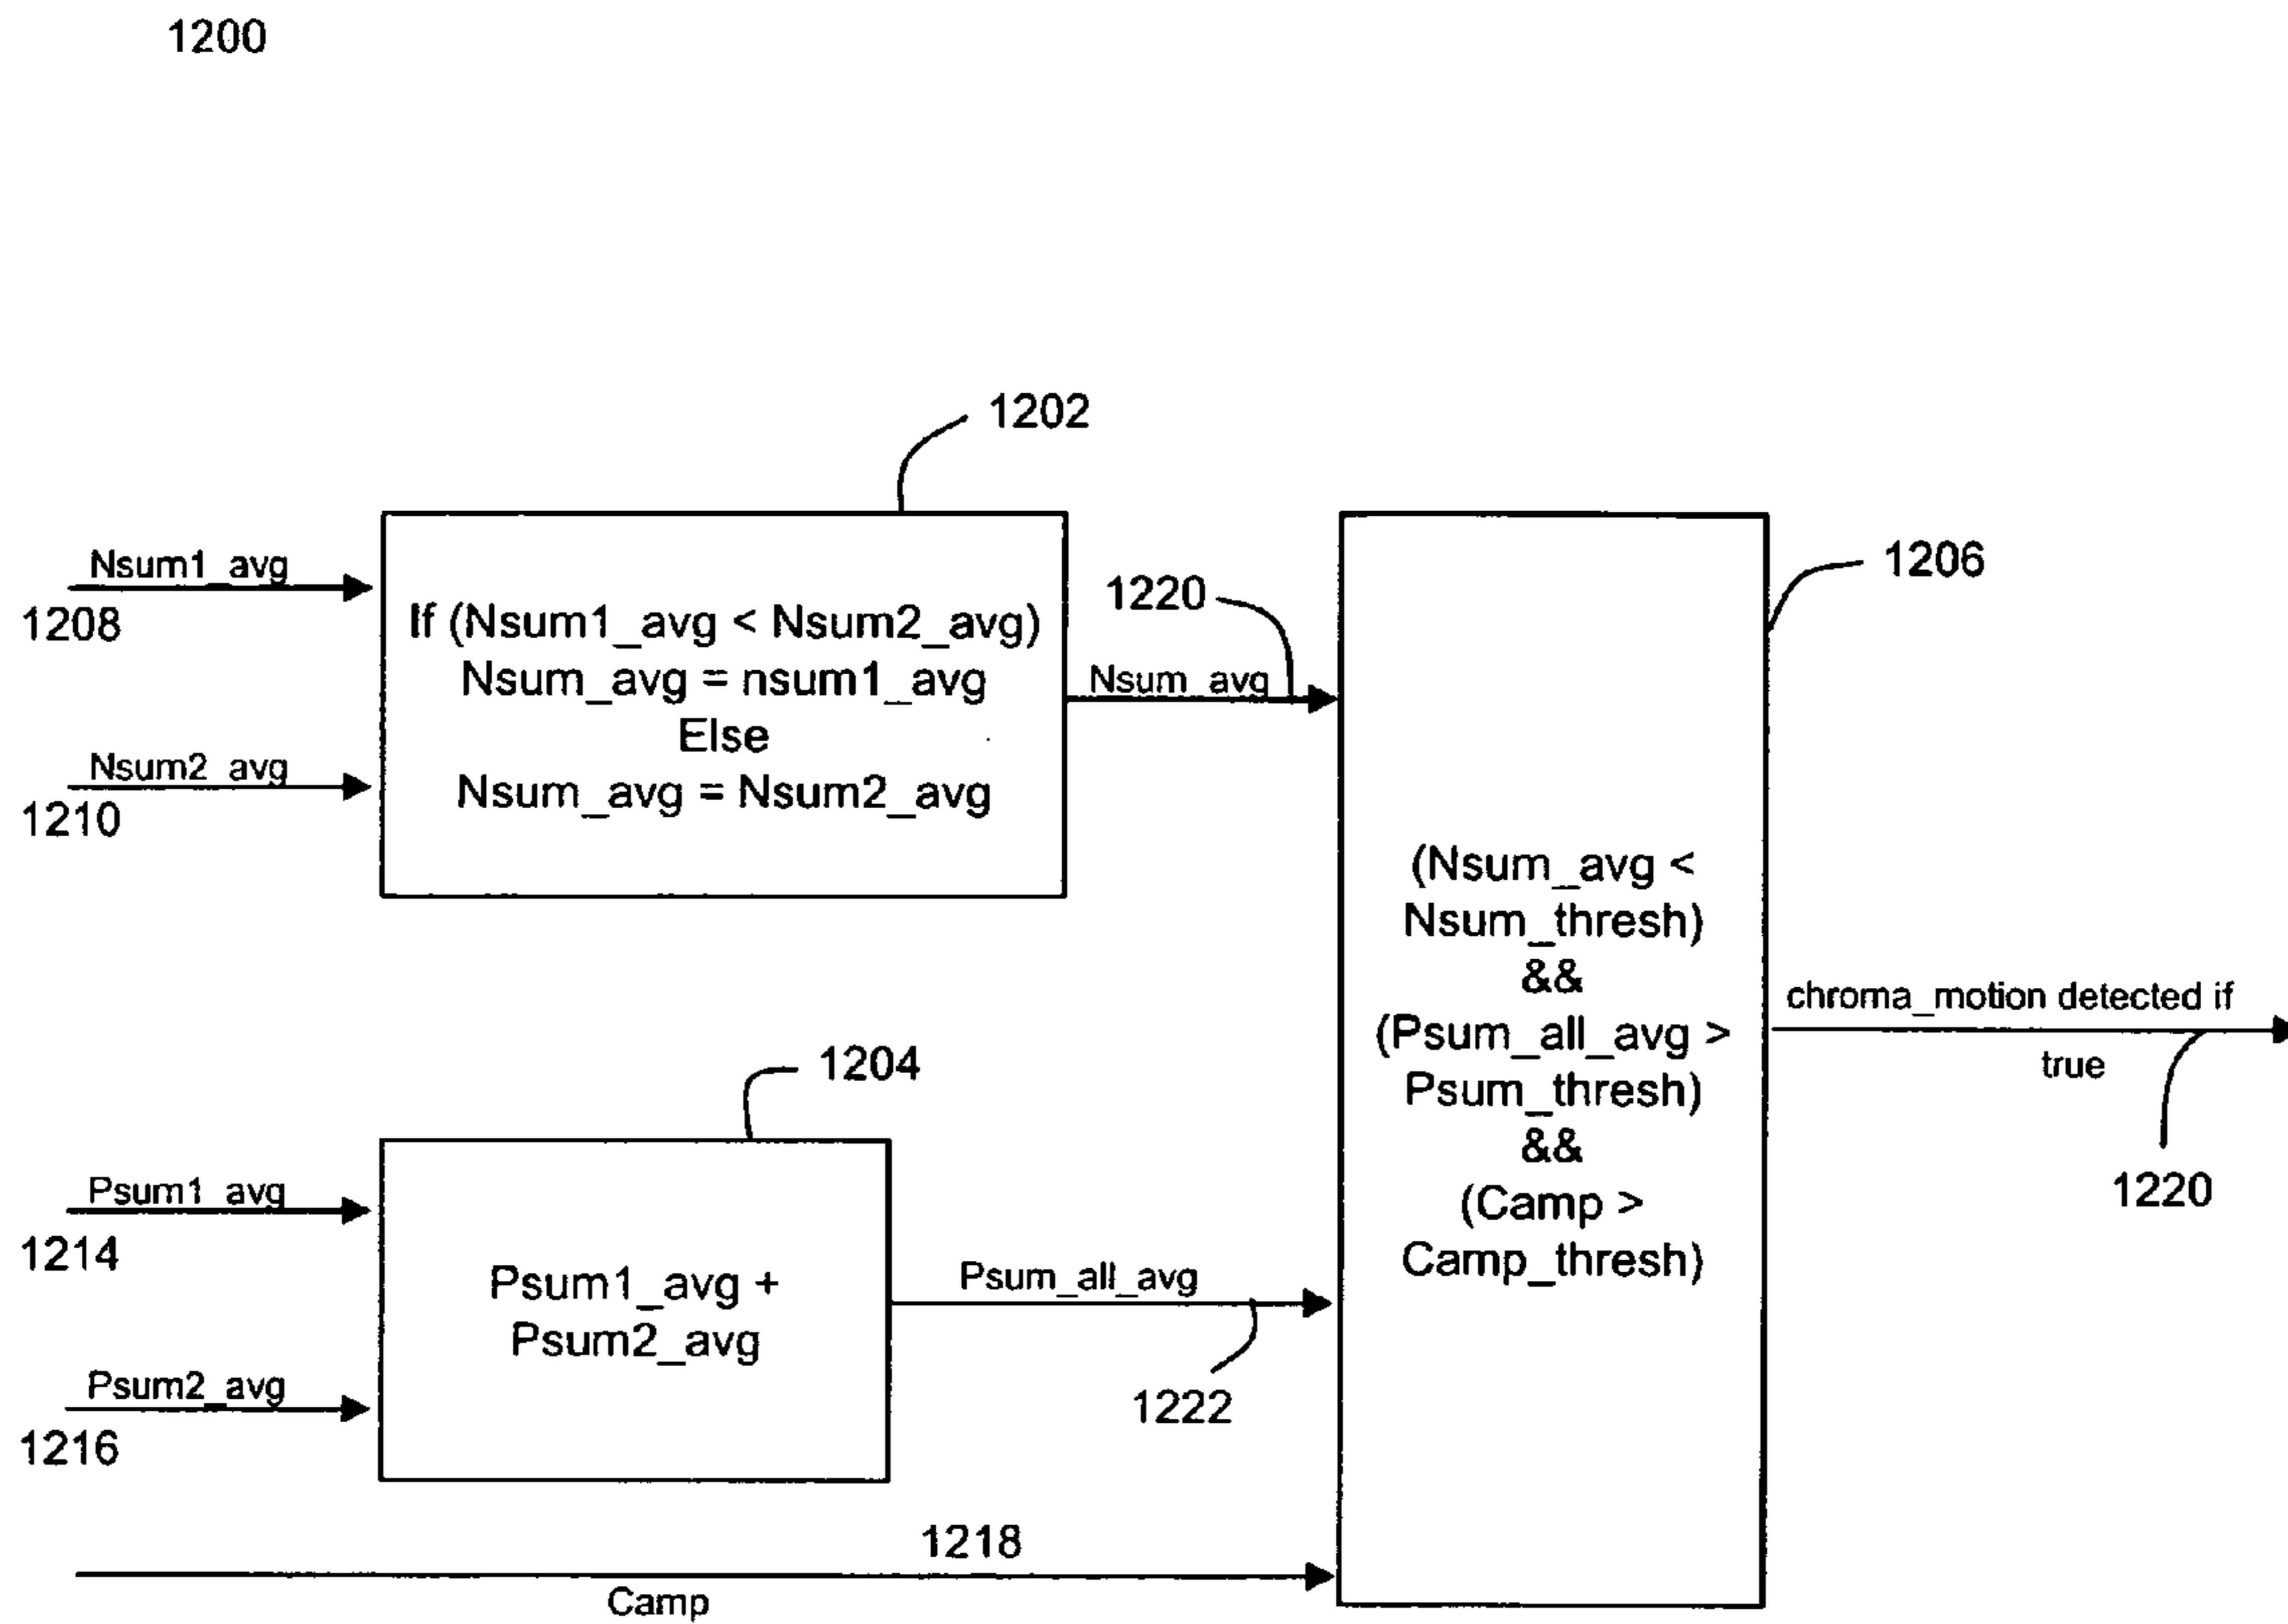 1200
1202
Nsum1_avg
1208
Nsum2_avg
1210
If (Nsum1_avg < Nsum2_avg)
Nsum_avg = nsum1_avg
Else
Nsum_avg = Nsum2_avg
1220
Nsum_avg
1206
(Nsum_avg <
Nsum_thresh)
&&
(Psum_all_avg >
Psum_thresh)
&&
(Camp >
Camp_thresh)
chroma_motion detected if
true
1220
1204
Psum1_avg
1214
Psum2_avg
1216
Psum1_avg +
Psum2_avg
Psum_all_avg
1222
1218
Camp